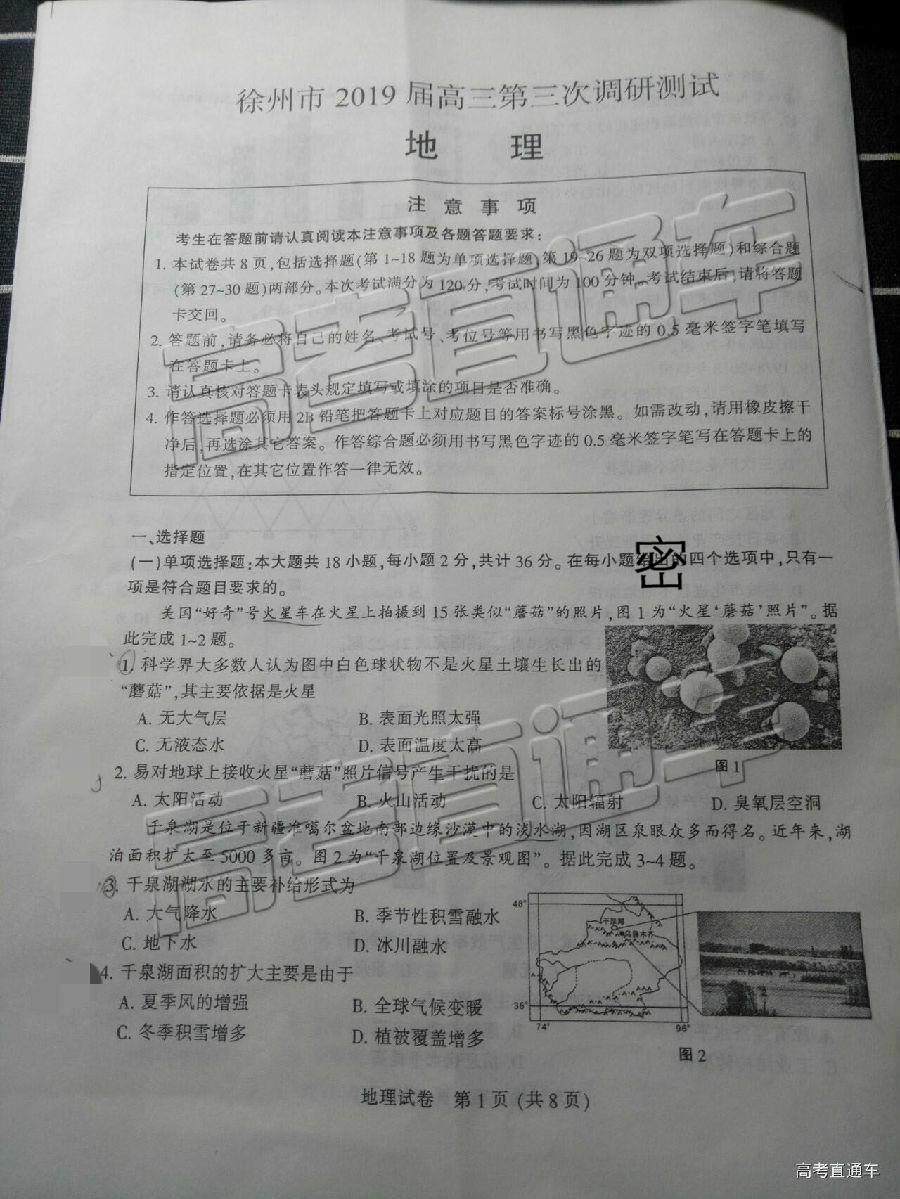 徐州市 2019 届高三第三次调研测试
地 理
注 意 事 项
考生在答题前请认真阅读本注意事项及各题答题要求:
1. 本试卷共 8 页,包括选择题(第 1~18 题为单项选择题,第 19~26 题为双项选择题)和综合题
(第 27~30 题)两部分。本次考试满分为 120 分,考试时间为 100 分钟。考试结束后,请将答题
卡交回。
2. 答题前,请务必将自己的姓名、考试号、考位号等用书写黑色字迹的 0.5 毫米签字笔填写
在答题卡上。
3. 请认真核对答题卡表头规定填写或填涂的项目是否准确。
4. 作答选择题必须用 2B 铅笔把答题卡上对应题目的答案标号涂黑。如需改动,请用橡皮擦干
净后,再选涂其它答案。作答综合题必须用书写黑色字迹的 0.5 毫米签字笔写在答题卡上的
指定位置,在其它位置作答一律无效。
高考直通车
一、选择题
(一)单项选择题:本大题共 18 小题,每小题 2 分,共计 36 分。在每小题给出的四个选项中,只有一
密
项是符合题目要求的。
美国“好奇”号火星车在火星上拍摄到 15 张类似“蘑菇”的照片,图 1 为“火星‘蘑菇’照片”。据
此完成 1~2 题。
1. 科学界大多数人认为图中白色球状物不是火星土壤生长出的
“蘑菇”,其主要依据是火星
A. 无大气层 B. 表面光照太强
C. 无液态水 D. 表面温度太高
图 1
2. 易对地球上接收火星“蘑菇”照片信号产生干扰的是
A. 太阳活动 B. 火山活动 C. 太阳辐射 D. 臭氧层空洞
高考直通车
千泉湖是位于新疆准噶尔盆地南部边缘沙漠中的淡水湖,因湖区泉眼众多而得名。近年来,湖
泊面积扩大至 5000 多亩。图 2 为“千泉湖位置及景观图”。据此完成 3~4 题。
3. 千泉湖湖水的主要补给形式为
A. 大气降水 B. 季节性积雪融水
C. 地下水 D. 冰川融水
4. 千泉湖面积的扩大主要是由于
A. 夏季风的增强 B. 全球气候变暖
C. 冬季积雪增多 D. 植被覆盖增多
48°
千泉湖
乌鲁木齐
36°
74° 96°
图 2
地理试卷 第 1 页 (共 8 页)
高考直通车